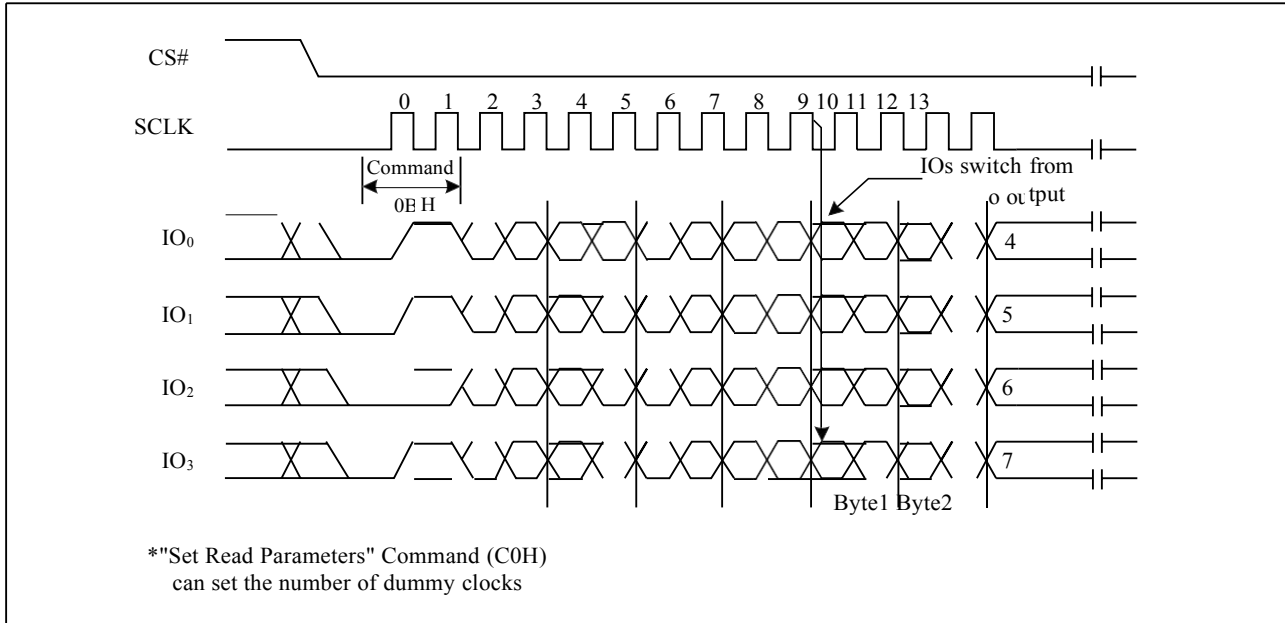 CS#
0 1 2 3 4 5 6 7 8 9 10 11 12 13
SCLK
Command
IOs switch from
0BH
o output
IO0
4
IO1
5
IO2
6
IO3
7
Byte1 Byte2
*"Set Read Parameters" Command (C0H)
can set the number of dummy clocks